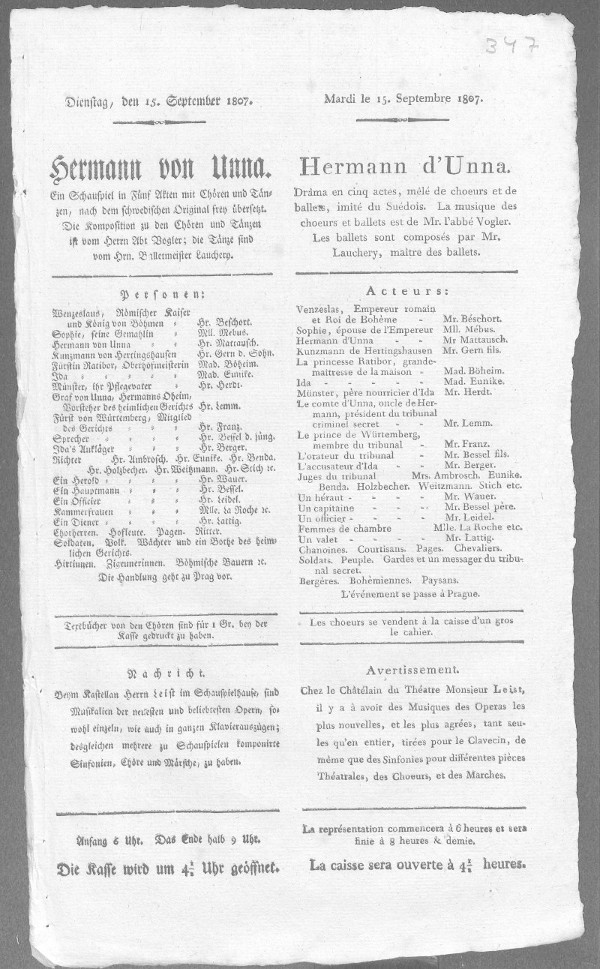 347
Dienstag, den 15. September 1807.
Hermann von Unna.
Ein Schauspiel in Fünf Akten mit Chören und Tän-
zen, nach dem schwedischen Original frey übersetzt.
Die Komposition zu den Chören und Tänzen
ist vom Herrn Abt Vogler; die Tänze sind
vom Hrn. Balletmeister Lauchery.
Personen:
Wenzeslaus, Römischer Kaiser
und König von Böhmen - Hr. Beschort.
Sophie, seine Gemahlin - Mll. Mebus.
Hermann von Unna - - Hr. Mattausch.
Kunzmann von Hertingshausen Hr. Gern d. Sohn.
Fürstin Ratibor, Oberhofmeisterin Mad. Böheim.
Ida - - - - Mad. Eunike.
Münster, ihr Pflegevater - Hr. Herdt.
Graf von Unna, Hermanns Oheim,
Vorsteher des heimlichen Gerichts Hr. Lemm.
Fürst von Würtemberg, Mitglied
des Gerichts - - - Hr. Franz.
Sprecher - - - - Hr. Bessel d. jüng.
Ida's Ankläger - - - Hr. Berger.
Richter Hr. Ambrosch. Hr. Eunike. Hr. Benda.
Hr. Holzbecher. Hr. Weitzmann. Hr. Stich ꝛc.
Ein Herold - - - - Hr. Wauer.
Ein Hauptmann - - - Hr. Bessel.
Ein Officier - - - Hr. Leidel.
Kammerfrauen - - - Mlle. la Roche ꝛc.
Ein Diener - - - - Hr. Lattig.
Chorherren. Hofleute. Pagen. Ritter.
Soldaten. Volk. Wächter und ein Bothe des heim-
lichen Gerichts.
Hirtinnen. Zigeunerinnen. Böhmische Bauern ꝛc.
Die Handlung geht zu Prag vor.
Textbücher von den Chören sind für 1 Gr. bey der
Kasse gedruckt zu haben.
Nachricht.
Beym Kastellan Herrn Leist im Schauspielhause, sind
Musikalien der neuesten und beliebtesten Opern, so-
wohl einzeln, wie auch in ganzen Klavierauszügen;
desgleichen mehrere zu Schauspielen komponirte
Sinfonien, Chöre und Märsche, zu haben.
Anfang 6 Uhr. Das Ende halb 9 Uhr.
Die Kasse wird um 4½ Uhr geöffnet.
Mardi le 15. Septembre 1807.
Hermann d'Unna.
Dráma en cinq actes, mêlé de choeurs et de
ballets, imité du Suédois. La musique des
choeurs et ballets est de Mr. l'abbé Vogler.
Les ballets sont composés par Mr.
Lauchery, maître des ballets.
Acteurs:
Venzeslas, Empereur romain
et Roi de Bohême - Mr. Béschort.
Sophie, épouse de l'Empereur Mll. Mébus.
Hermann d'Unna - - Mr Mattausch.
Kunzmann de Hertingshausen Mr. Gern fils.
La princesse Ratibor, grande-
maîtresse de la maison - Mad. Böheim.
Ida - - - - Mad. Eunike.
Münster, père nourricier d'Ida Mr. Herdt.
Le comte d'Unna, oncle de Her-
mann, président du tribunal
criminel secret - - Mr. Lemm.
Le prince de Würtemberg,
membre du tribunal - Mr. Franz.
L'orateur du tribunal - Mr. Bessel fils.
L'accusateur d'Ida - - Mr. Berger.
Juges du tribunal Mrs. Ambrosch. Eunike.
Benda. Holzbecher. Weitzmann. Stich etc.
Un héraut - - - - Mr. Wauer.
Un capitaine - - - Mr. Bessel père.
Un officier - - - - Mr. Leidel.
Femmes de chambre Mlle. La Roche etc.
Un valet - - - - Mr. Lattig.
Chanoines. Courtisans. Pages. Chevaliers.
Soldats. Peuple. Gardes et un messager du tribu-
nal secret.
Bergères. Bohèmiennes. Paysans.
L'événement se passe à Prague.
Les choeurs se vendent à la caisse d'un gros
le cahier.
Avertissement.
Chez le Châtélain du Théatre Monsieur Leist,
il y a à avoir des Musiques des Operas les
plus nouvelles, et les plus agrées, tant seu-
les qu'en entier, tirées pour le Clavecin, de
même que des Sinfonies pour différentes pièces
Théatrales, des Choeurs, et des Marches.
La représentation commencera à 6 heures et sera
finie à 8 heures & demie.
La caisse sera ouverte à 4½ heures.